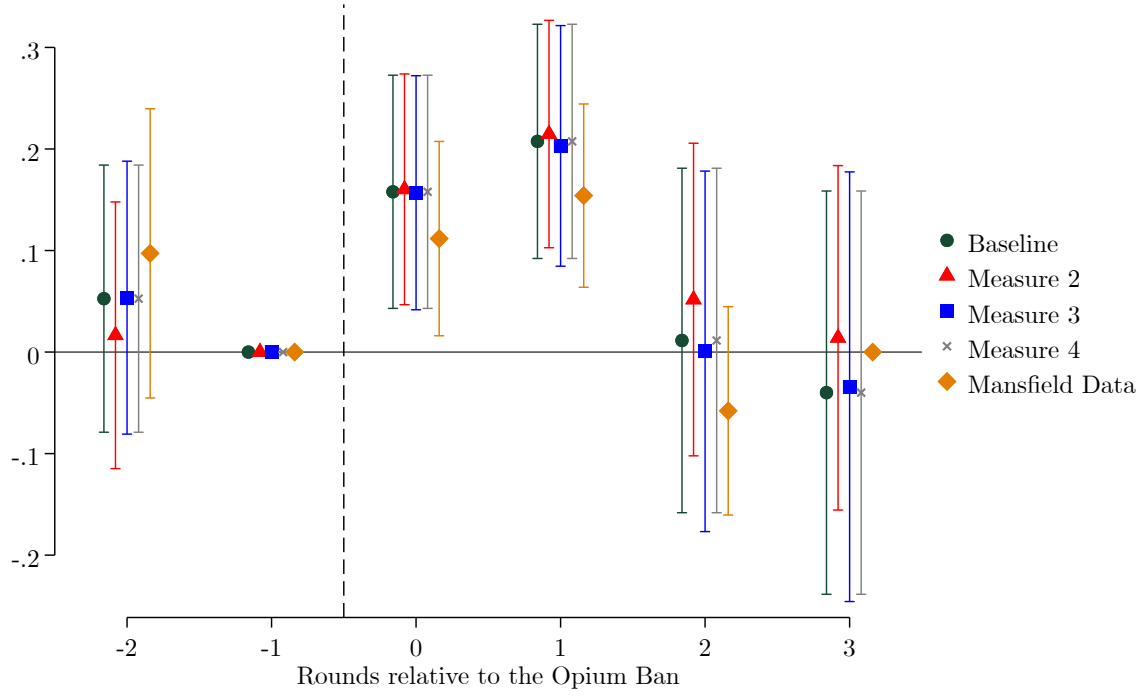 .3
.2
.1
0
-.1
-.2
-2
-1
0
1
2
3
Rounds relative to the Opium Ban
Baseline
Measure 2
Measure 3
Measure 4
Mansfield Data